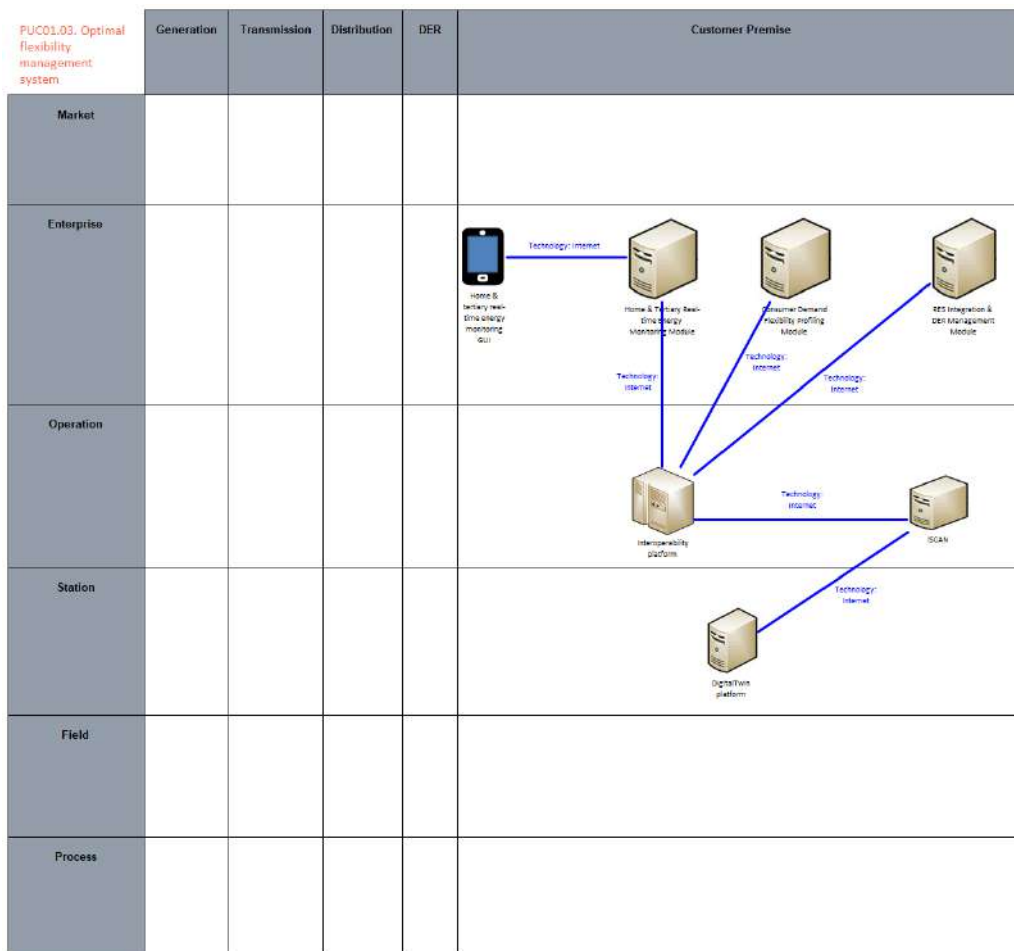 PUC01.03. Optimal
flexibility
management
system
Generation
Transmission
Distribution
DER
Customer Premise
Market
Enterprise
Technology: Internet
Home &
tertiary real-
time energy
monitoring
GUI
Home & Tertiary Real-
time Energy
Monitoring Module
Consumer Demand
Flexibility Profiling
Module
RES Integration &
DER Management
Module
Technology:
Internet
Technology:
Internet
Technology:
Internet
Operation
Interoperability
platform
Technology:
Internet
ISCAN
Station
Technology:
Internet
DigitalTwin
platform
Field
Process